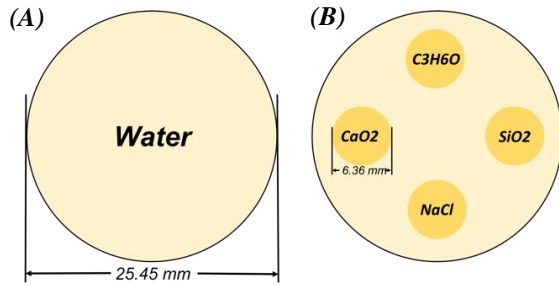 (A)
Water
25.45 mm
(B)
C3H6O
CaO2
SiO2
6.36 mm
NaCl